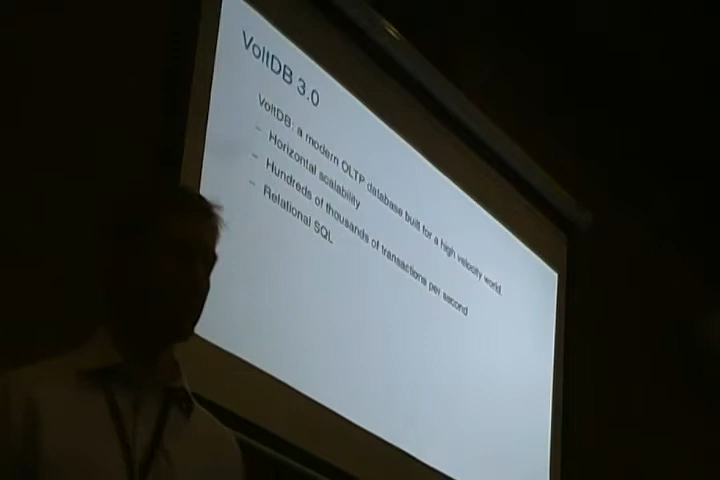 VoltDB 3.0
VoltDB: a modern OLTP database built for a high velocity world.
– Horizontal scalability
– Hundreds of thousands of transactions per second
– Relational SQL